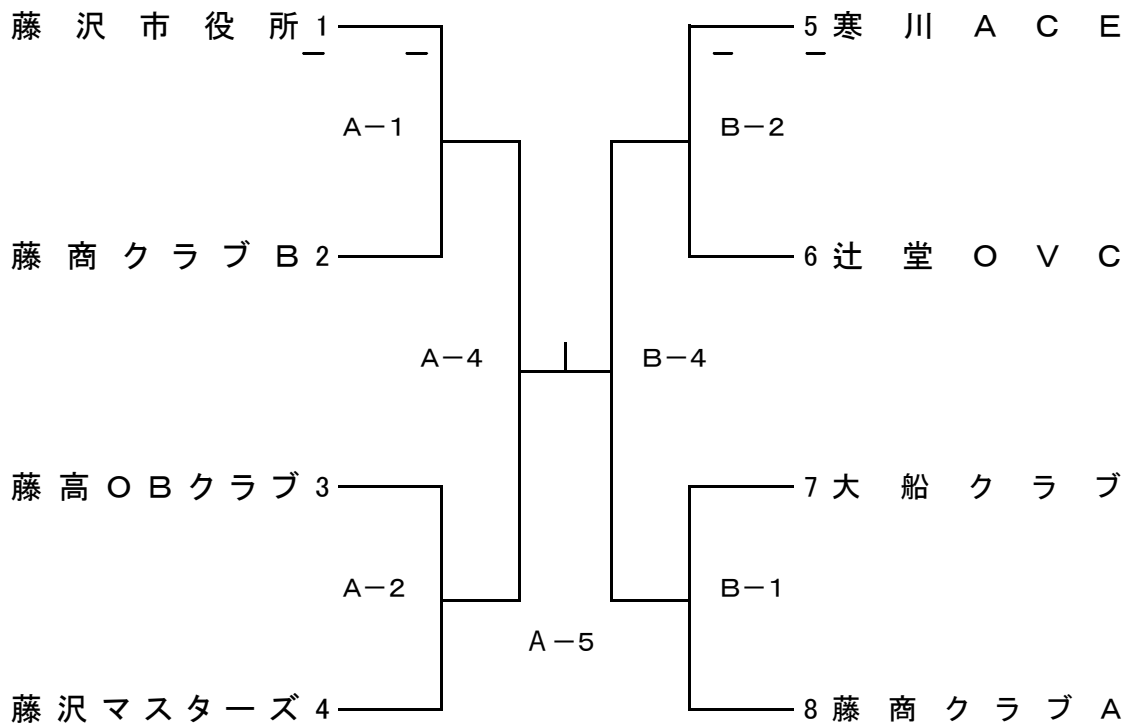 藤沢市役所 1
5 寒川ACE
A-1
B-2
藤商クラブB 2
6 辻堂OVC
A-4
B-4
藤高OBクラブ 3
7 大船クラブ
A-2
B-1
A-5
藤沢マスターズ 4
8 藤商クラブA